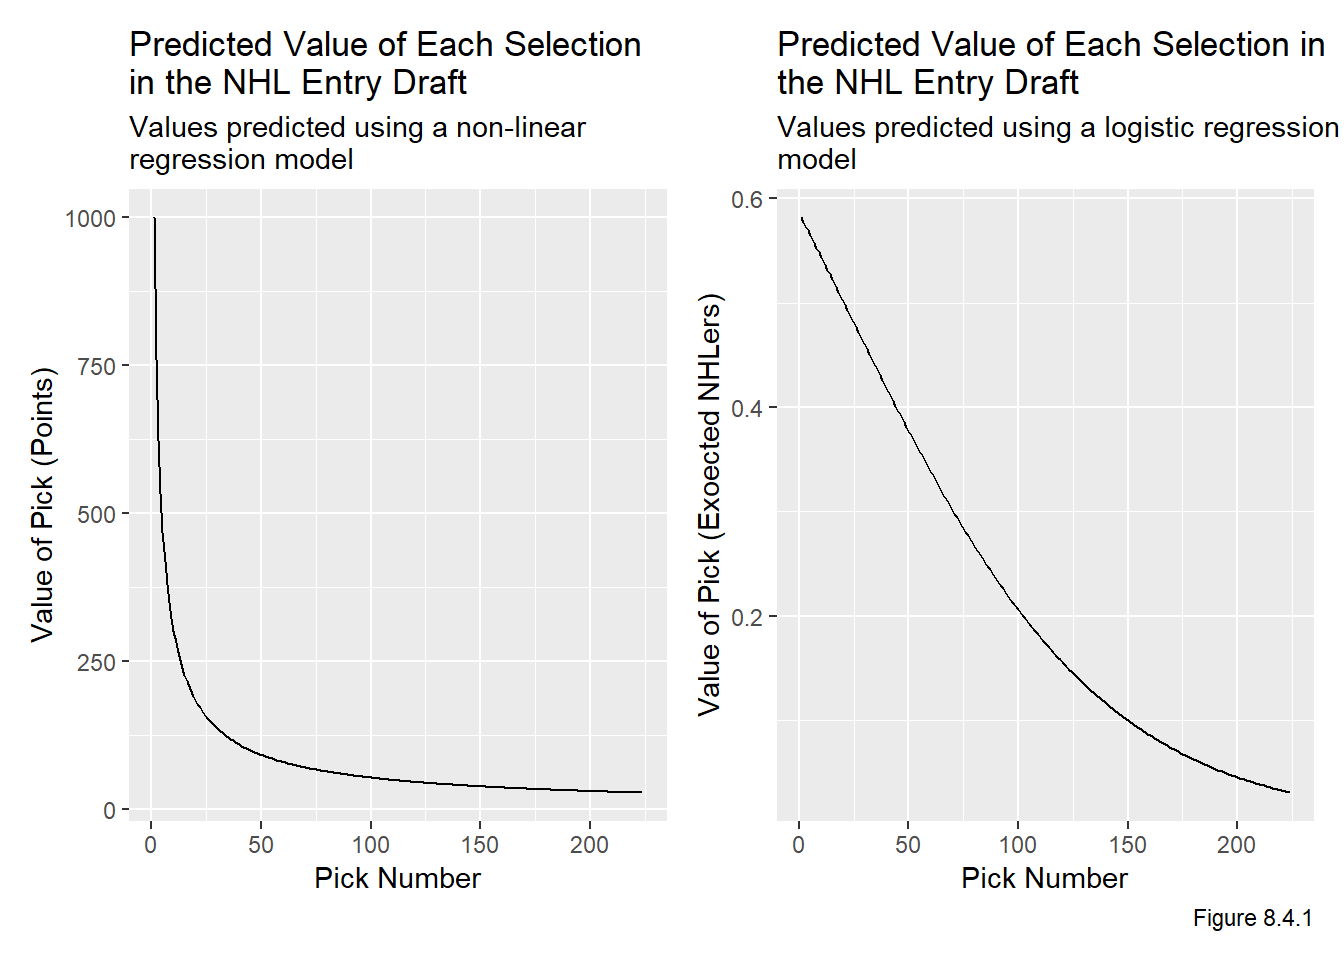 Predicted Value of Each Selection
in the NHL Entry Draft
Values predicted using a non-linear
regression model
1000
750
500
250
0
Value of Pick (Points)
0 50 100 150 200
Pick Number
Predicted Value of Each Selection in
the NHL Entry Draft
Values predicted using a logistic regression
model
0.6
0.4
0.2
Value of Pick (Exoected NHLers)
0 50 100 150 200
Pick Number
Figure 8.4.1